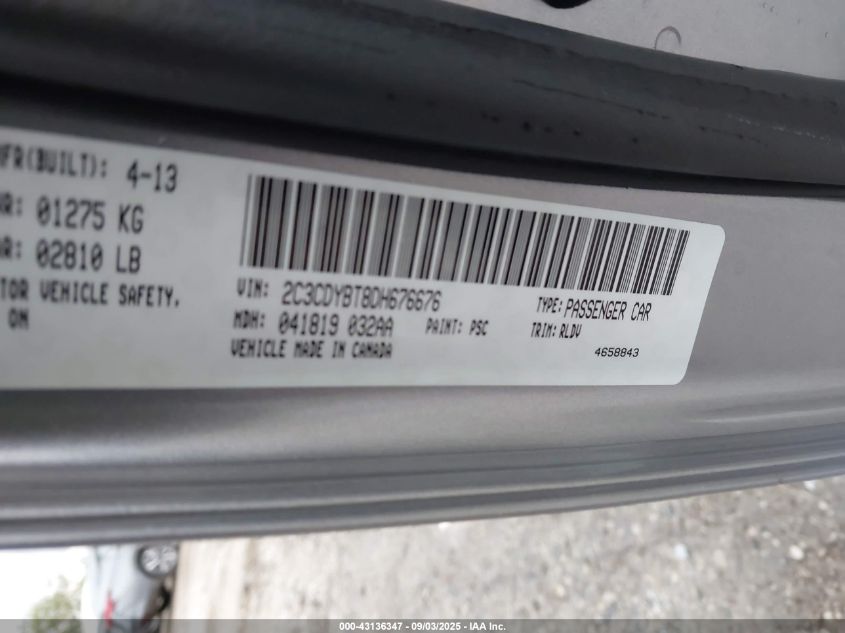 MFR(BUILT): 4-13
01275 KG
02810 LB
VEHICLE SAFETY.
ON
VIN: 2C3CDYBT8DH676676
TYPE: PASSENGER CAR
MDH: 041819 032AA
PAINT: PSC
TRIM: RLDV
VEHICLE MADE IN CANADA
4658843
000-43136347 - 09/03/2025 - IAA Inc.